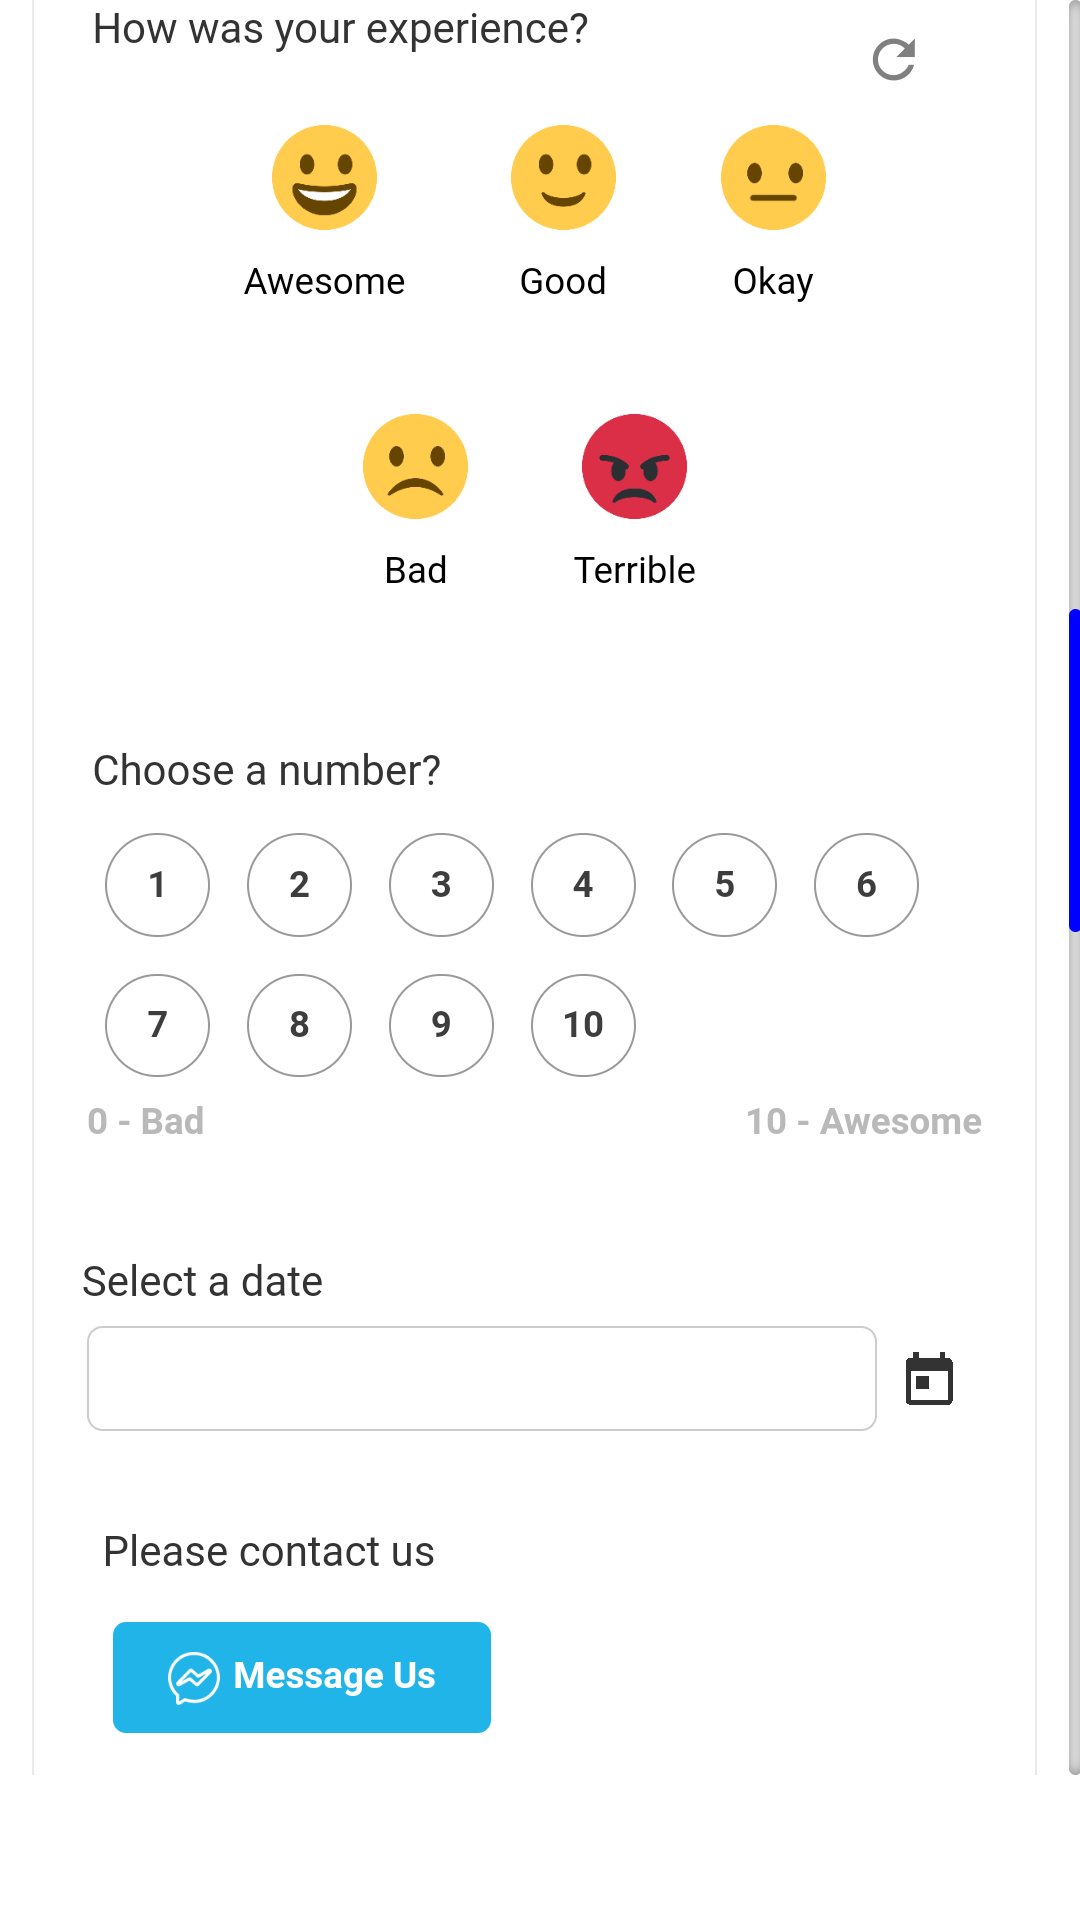 How was your experience?
Awesome Good Okay
Bad Terrible
Choose a number?
1 2 3 4 5 6
7 8 9 10
0 - Bad 10 - Awesome
Select a date
Please contact us
Message Us